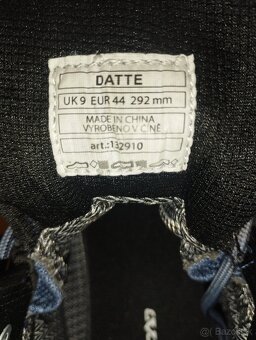 DATTE
UK 9 EUR 44 292 mm
MADE IN CHINA
VYROBENO V ČÍNĚ
art.:132910